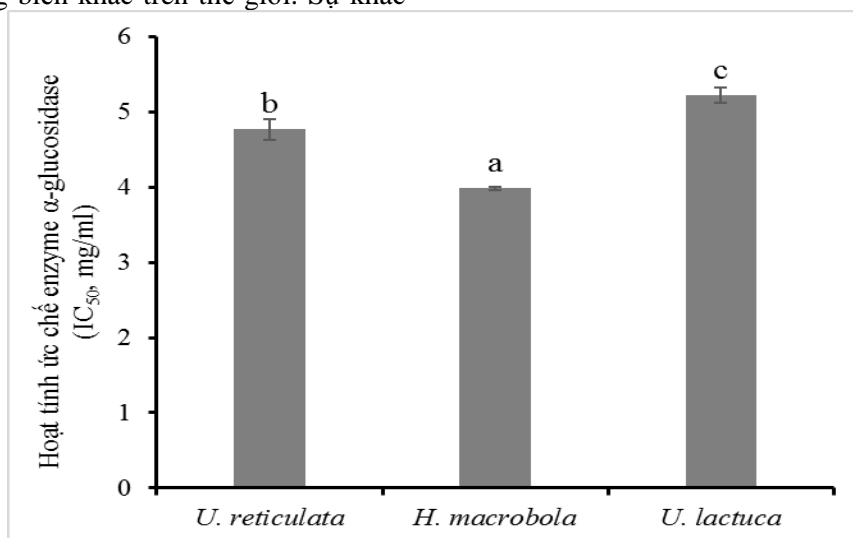 biển khác trên thế giới. Sự khác
6
5
4
3
2
1
0
b
a
c
Hoạt tính ức chế enzyme α-glucosidase
(IC50, mg/ml)
U. reticulata H. macrobola U. lactuca